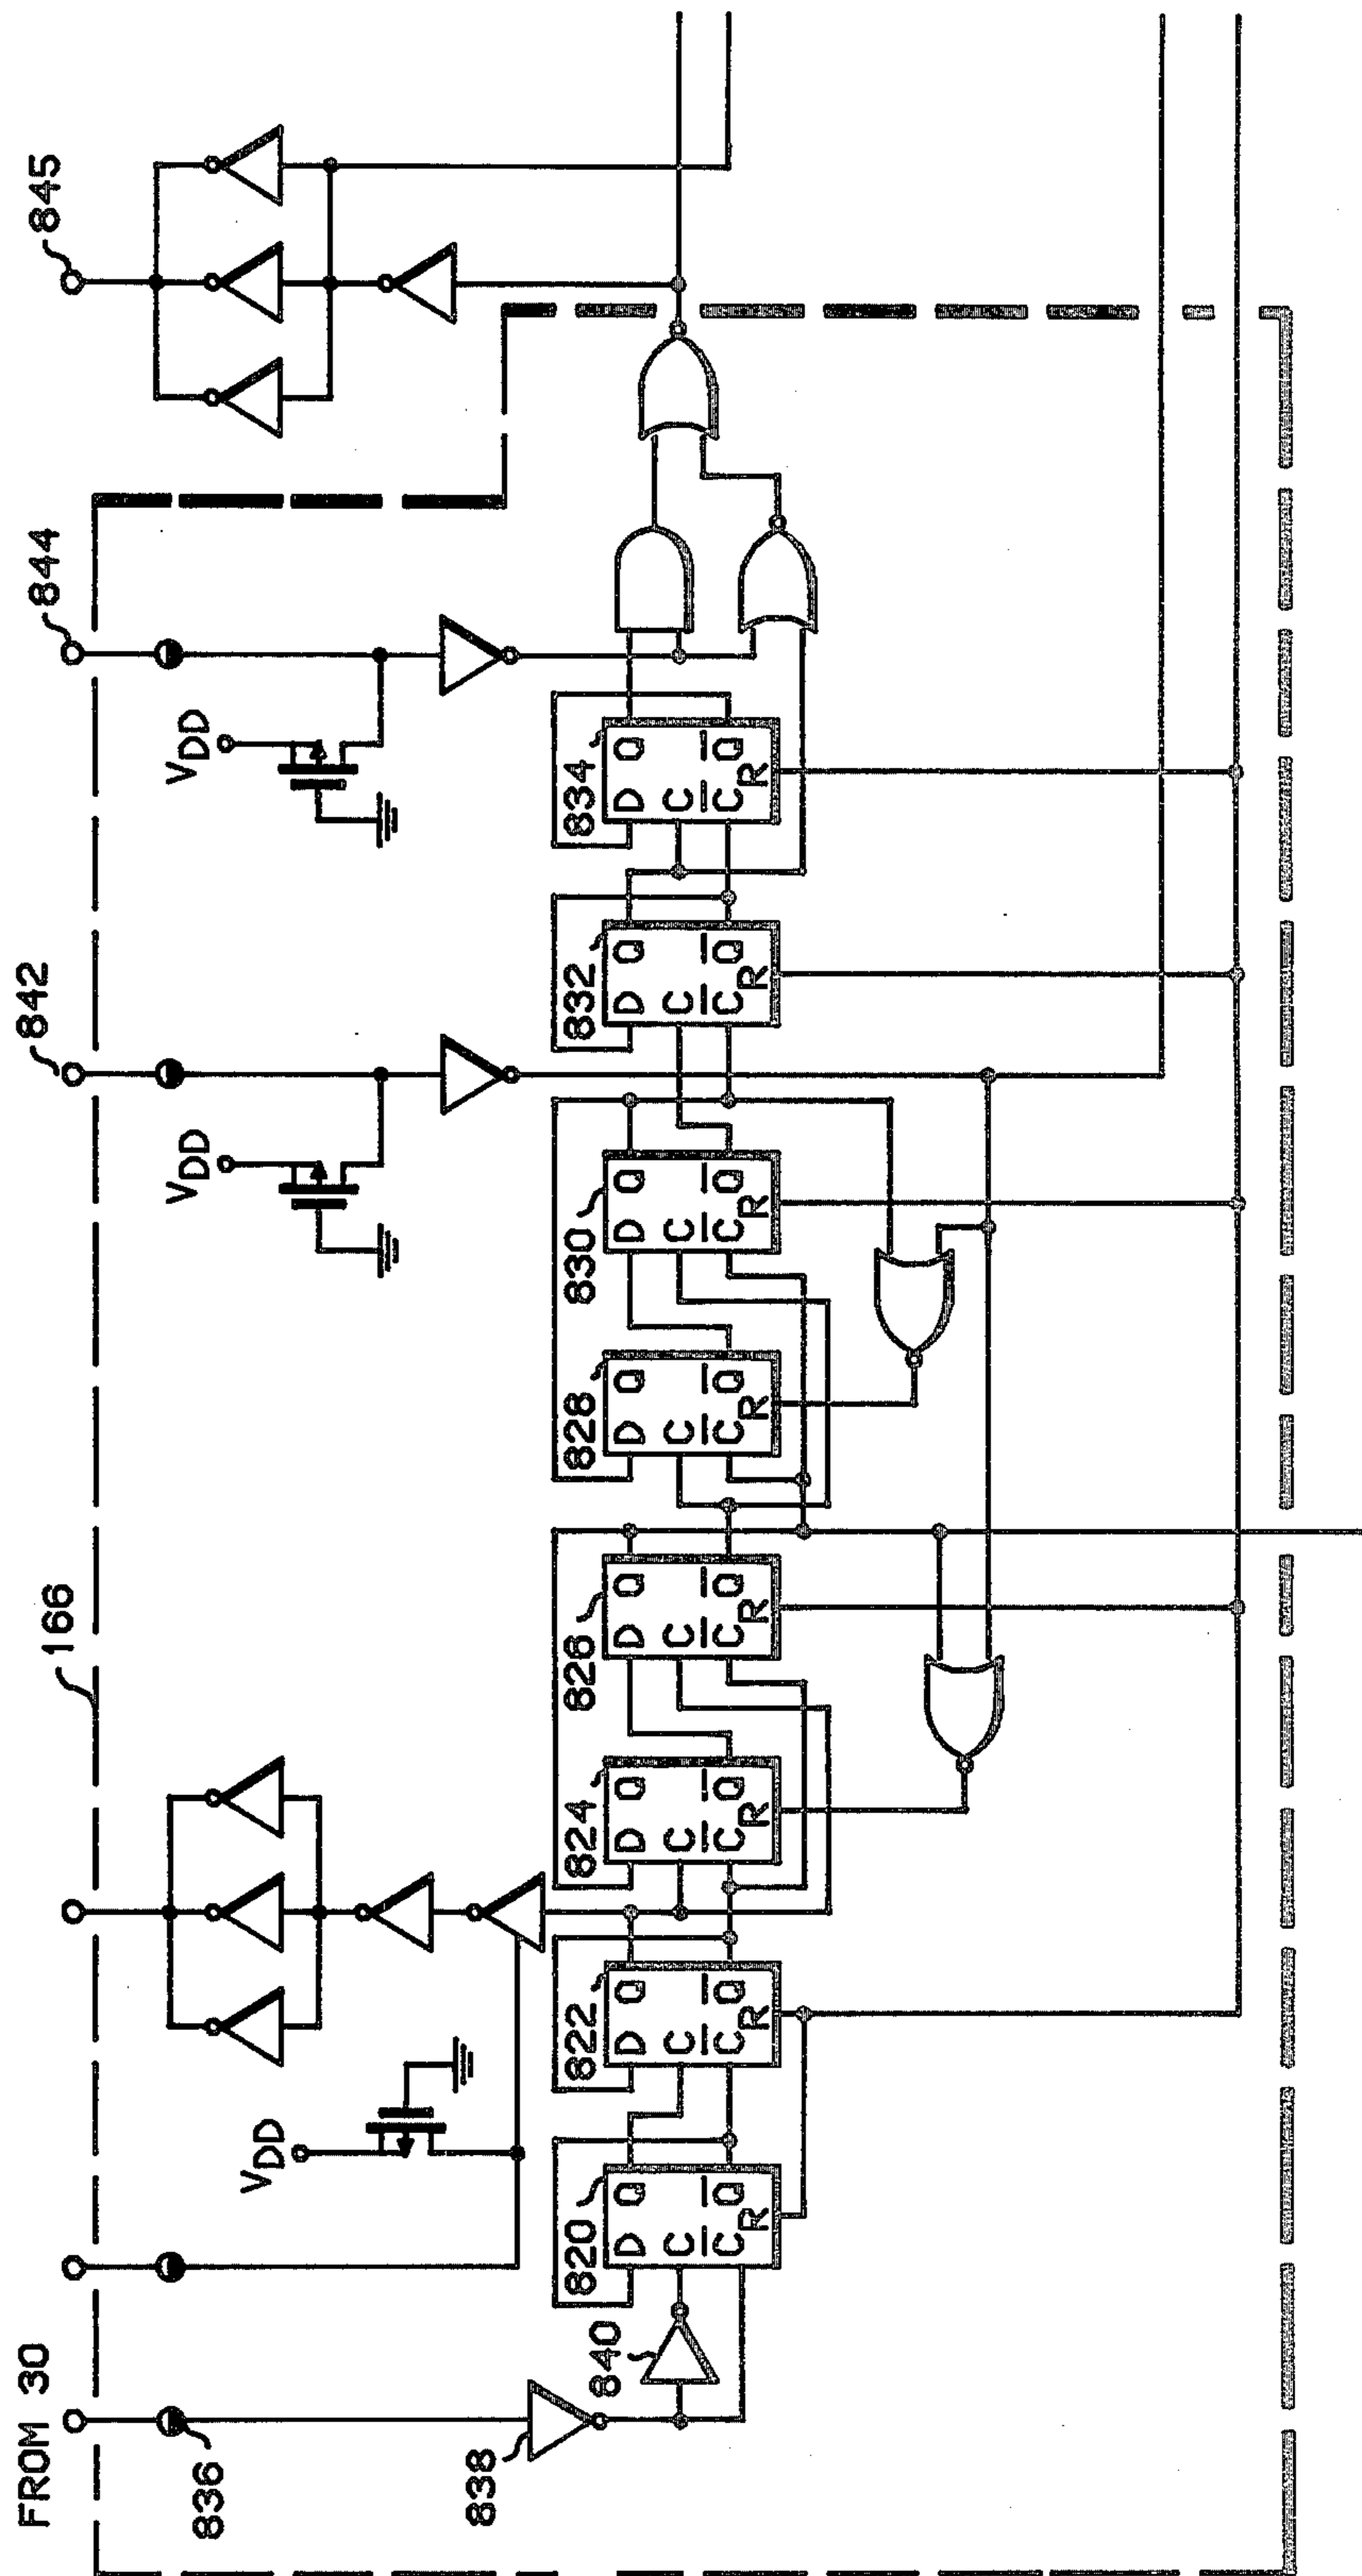 FROM 30
166
842
844
845
VDD
VDD
836
VDD
838
840
820
D Q
C
C̅ Q̅
R
822
D Q
C
C̅ Q̅
R
824
D Q
C
C̅ Q̅
R
826
D Q
C
C̅ Q̅
R
828
D Q
C
C̅ Q̅
R
830
D Q
C
C̅ Q̅
R
832
D Q
C
C̅ Q̅
R
834
D Q
C
C̅ Q̅
R